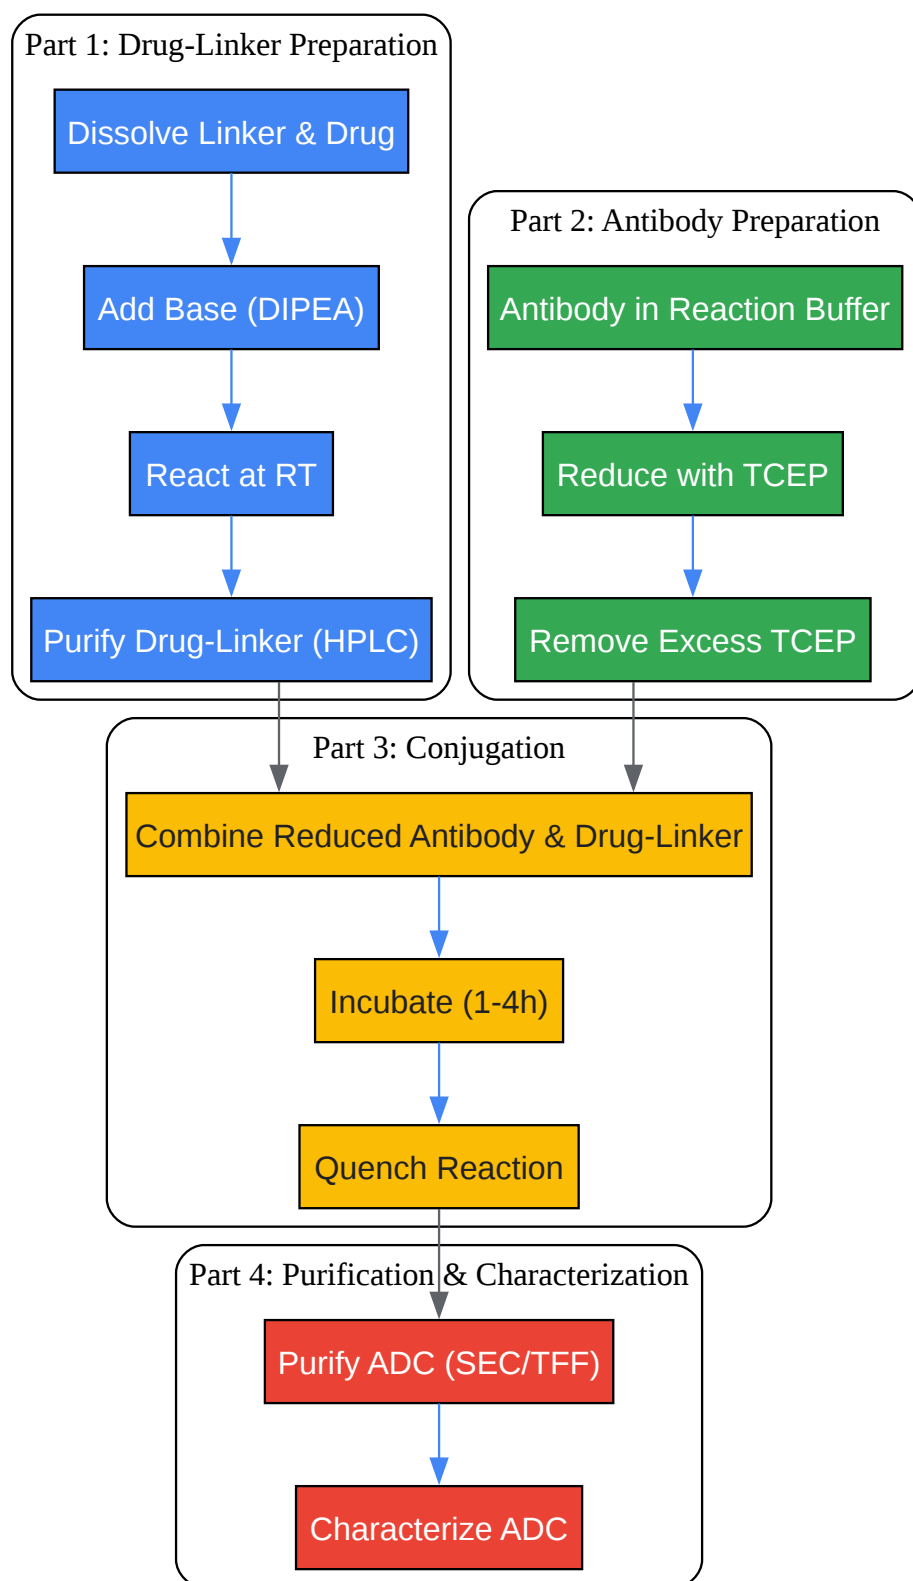 Part 1: Drug-Linker Preparation
Dissolve Linker & Drug
Add Base (DIPEA)
React at RT
Purify Drug-Linker (HPLC)
Part 2: Antibody Preparation
Antibody in Reaction Buffer
Reduce with TCEP
Remove Excess TCEP
Part 3: Conjugation
Combine Reduced Antibody & Drug-Linker
Incubate (1-4h)
Quench Reaction
Part 4: Purification & Characterization
Purify ADC (SEC/TFF)
Characterize ADC